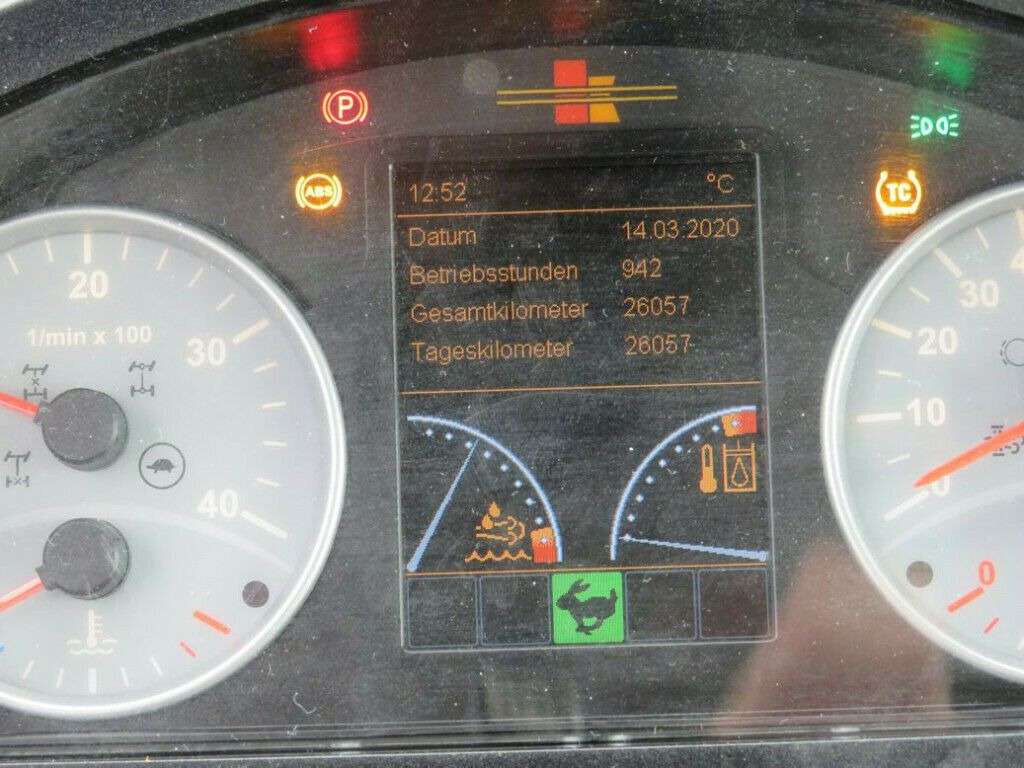 P
ABS
TC
12:52 °C
Datum 14.03.2020
Betriebsstunden 942
Gesamtkilometer 26057
Tageskilometer 26057
20
1/min x 100
30
40
30
20
10
0
0